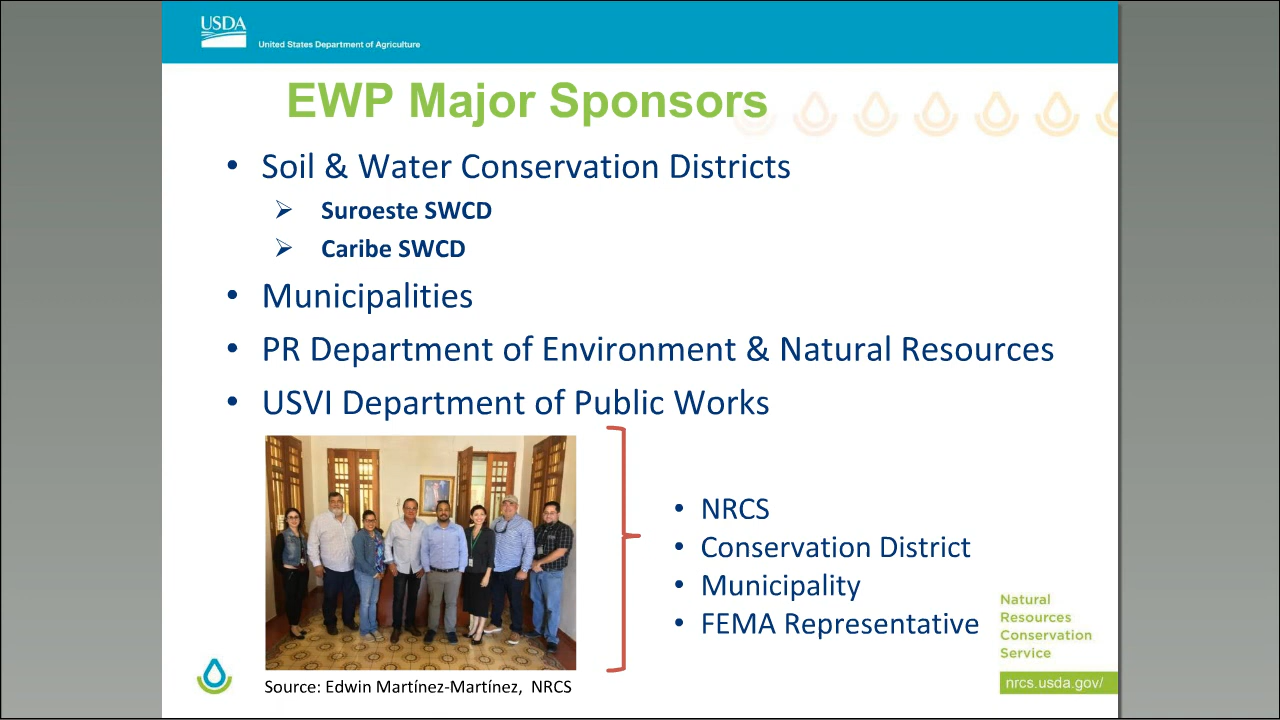 USDA
United States Department of Agriculture
EWP Major Sponsors
• Soil & Water Conservation Districts
➢ Suroeste SWCD
➢ Caribe SWCD
• Municipalities
• PR Department of Environment & Natural Resources
• USVI Department of Public Works
• NRCS
• Conservation District
• Municipality
• FEMA Representative
Natural
Resources
Conservation
Service
nrcs.usda.gov/
Source: Edwin Martínez-Martínez, NRCS